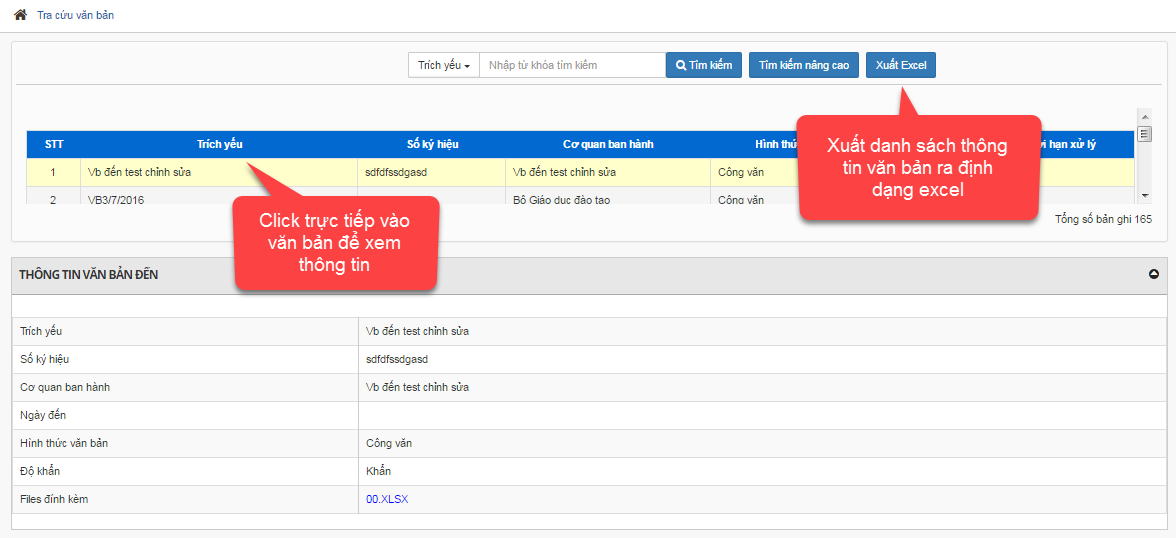 Tra cứu văn bản
Trích yếu Nhập từ khóa tìm kiếm Tìm kiếm Tìm kiếm nâng cao Xuất Excel
Xuất danh sách thông
tin văn bản ra định
dạng excel
STT Trích yếu Số ký hiệu Cơ quan ban hành Hình thứ i hạn xử lý
1 Vb đến test chỉnh sửa sdfdfssdgasd Vb đến test chỉnh sửa Công văn
2 VB3/7/2016 Bộ Giáo dục đào tạo Công văn
Click trực tiếp vào
văn bản để xem
thông tin
Tổng số bản ghi 165
THÔNG TIN VĂN BẢN ĐẾN
Trích yếu Vb đến test chỉnh sửa
Số ký hiệu sdfdfssdgasd
Cơ quan ban hành Vb đến test chỉnh sửa
Ngày đến
Hình thức văn bản Công văn
Độ khẩn Khẩn
Files đính kèm 00.XLSX